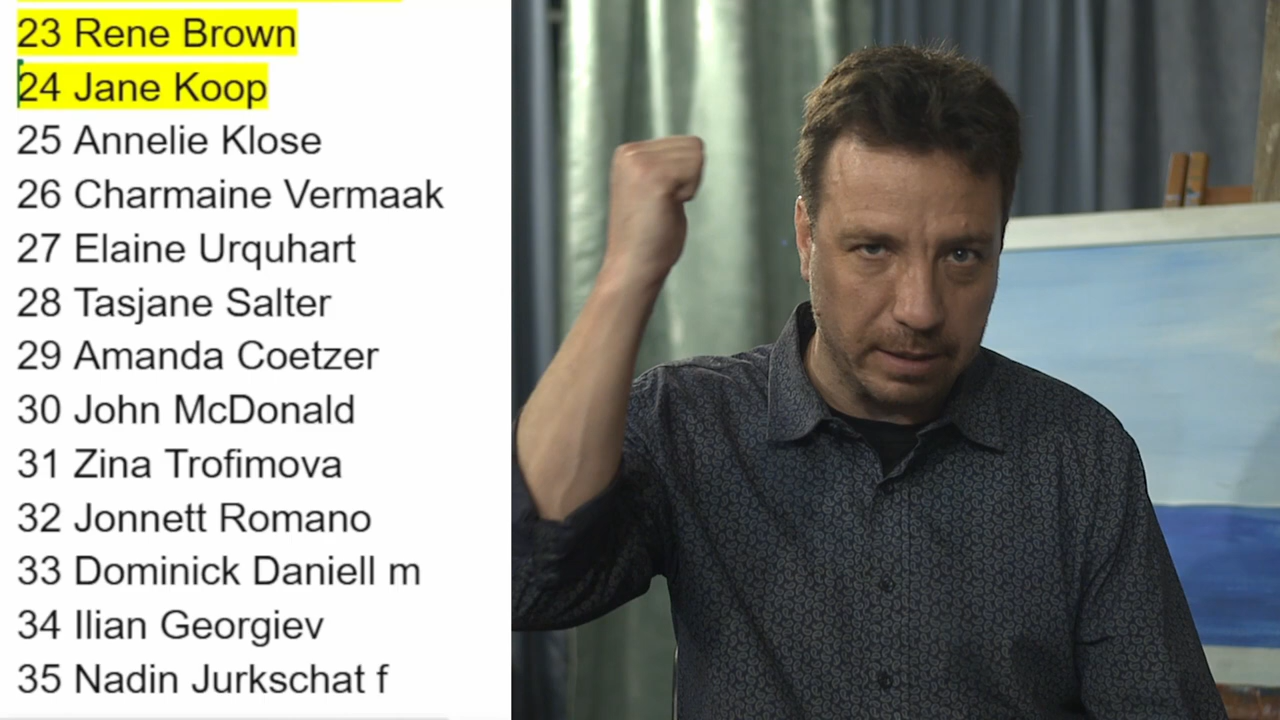 23 Rene Brown
24 Jane Koop
25 Annelie Klose
26 Charmaine Vermaak
27 Elaine Urquhart
28 Tasjane Salter
29 Amanda Coetzer
30 John McDonald
31 Zina Trofimova
32 Jonnett Romano
33 Dominick Daniell m
34 Ilian Georgiev
35 Nadin Jurkschat f